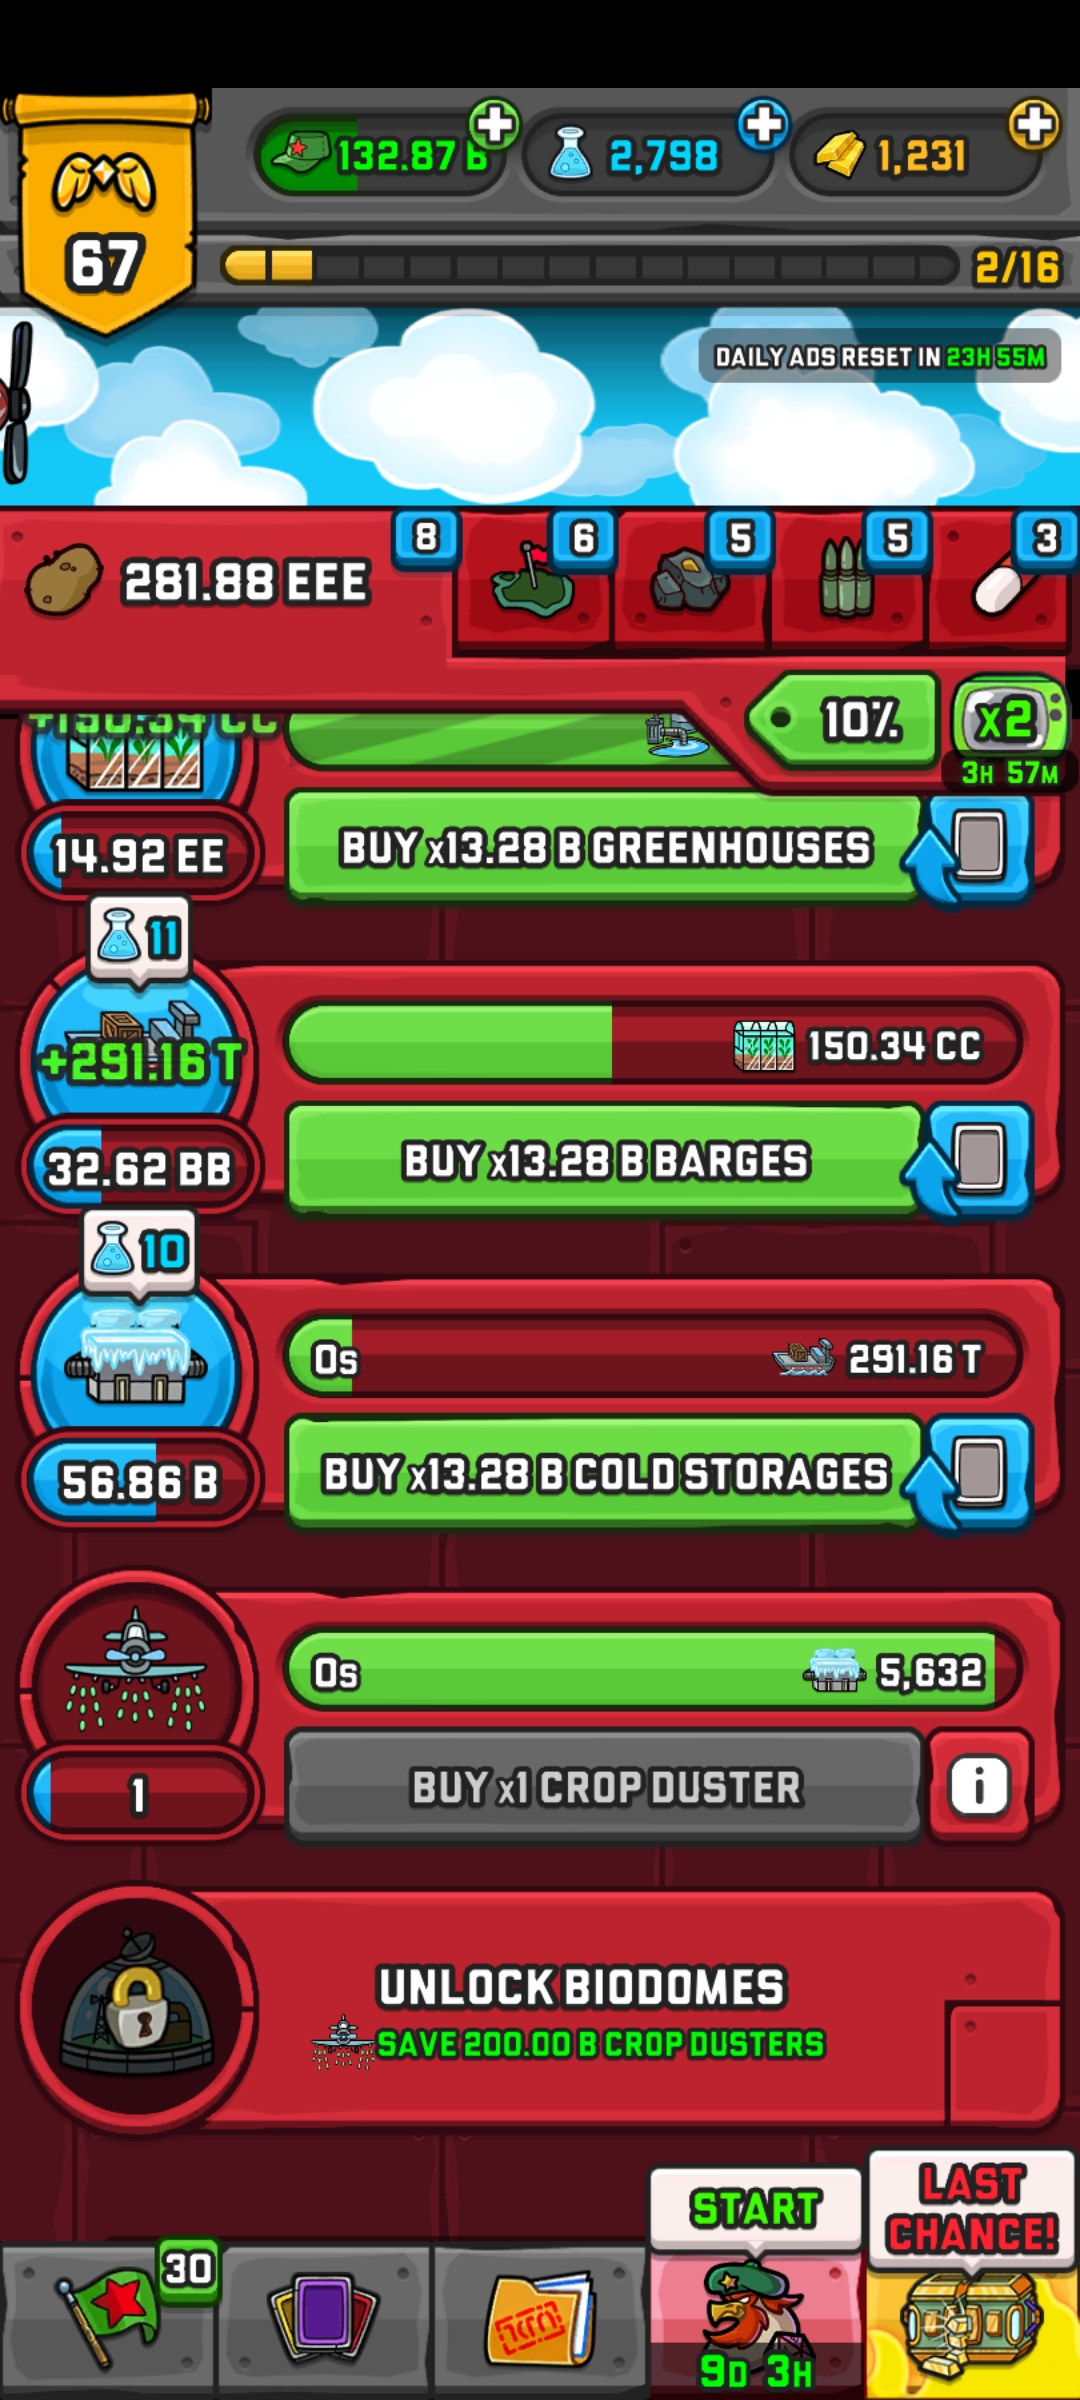 67
132.87 B
2,798
1,231
2/16
DAILY ADS RESET IN 23H 55M
281.88 EEE
8
6
5
5
3
10%
x2
3H 57M
+150.34 CC
14.92 EE
BUY x13.28 B GREENHOUSES
11
+291.16 T
150.34 CC
32.62 BB
BUY x13.28 B BARGES
10
0s
291.16 T
56.86 B
BUY x13.28 B COLD STORAGES
0s
5,632
1
BUY x1 CROP DUSTER
i
UNLOCK BIODOMES
SAVE 200.00 B CROP DUSTERS
START
LAST
CHANCE!
30
9D 3H